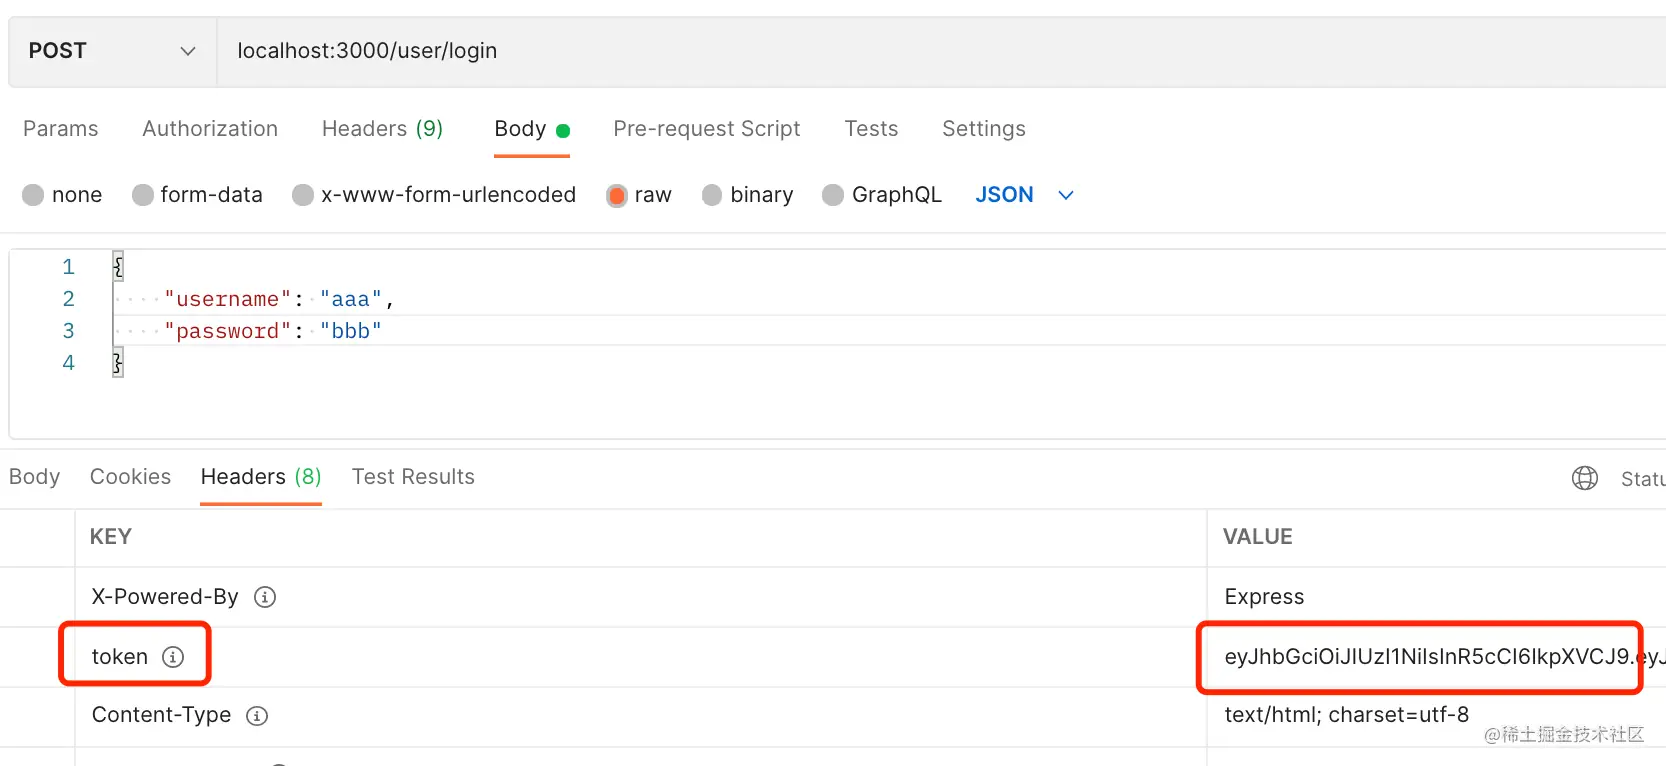 POST localhost:3000/user/login
Params Authorization Headers (9) Body Pre-request Script Tests Settings
none form-data x-www-form-urlencoded raw binary GraphQL JSON
1 {
2 "username": "aaa",
3 "password": "bbb"
4 }
Body Cookies Headers (8) Test Results Statu
KEY VALUE
X-Powered-By Express
token eyJhbGciOiJIUzI1NiIsInR5cCI6IkpXVCJ9.eyJ
Content-Type text/html; charset=utf-8
@稀土掘金技术社区